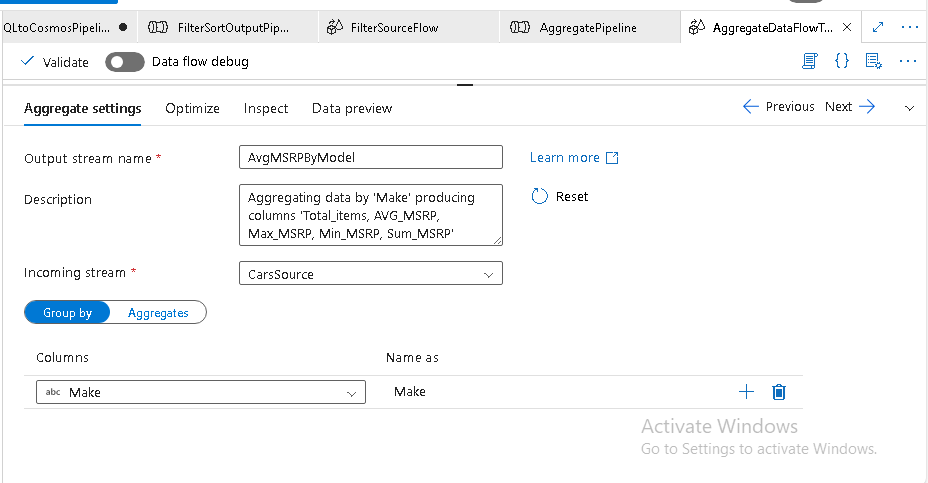 QLtoCosmosPipeli... ● FilterSortOutputPip... FilterSourceFlow AggregatePipeline AggregateDataFlowT...
Validate Data flow debug
Aggregate settings Optimize Inspect Data preview Previous Next
Output stream name * AvgMSRPByModel Learn more
Description Aggregating data by 'Make' producing
columns 'Total_items, AVG_MSRP,
Max_MSRP, Min_MSRP, Sum_MSRP'
Reset
Incoming stream * CarsSource
Group by Aggregates
Columns Name as
abc Make Make
Activate Windows
Go to Settings to activate Windows.